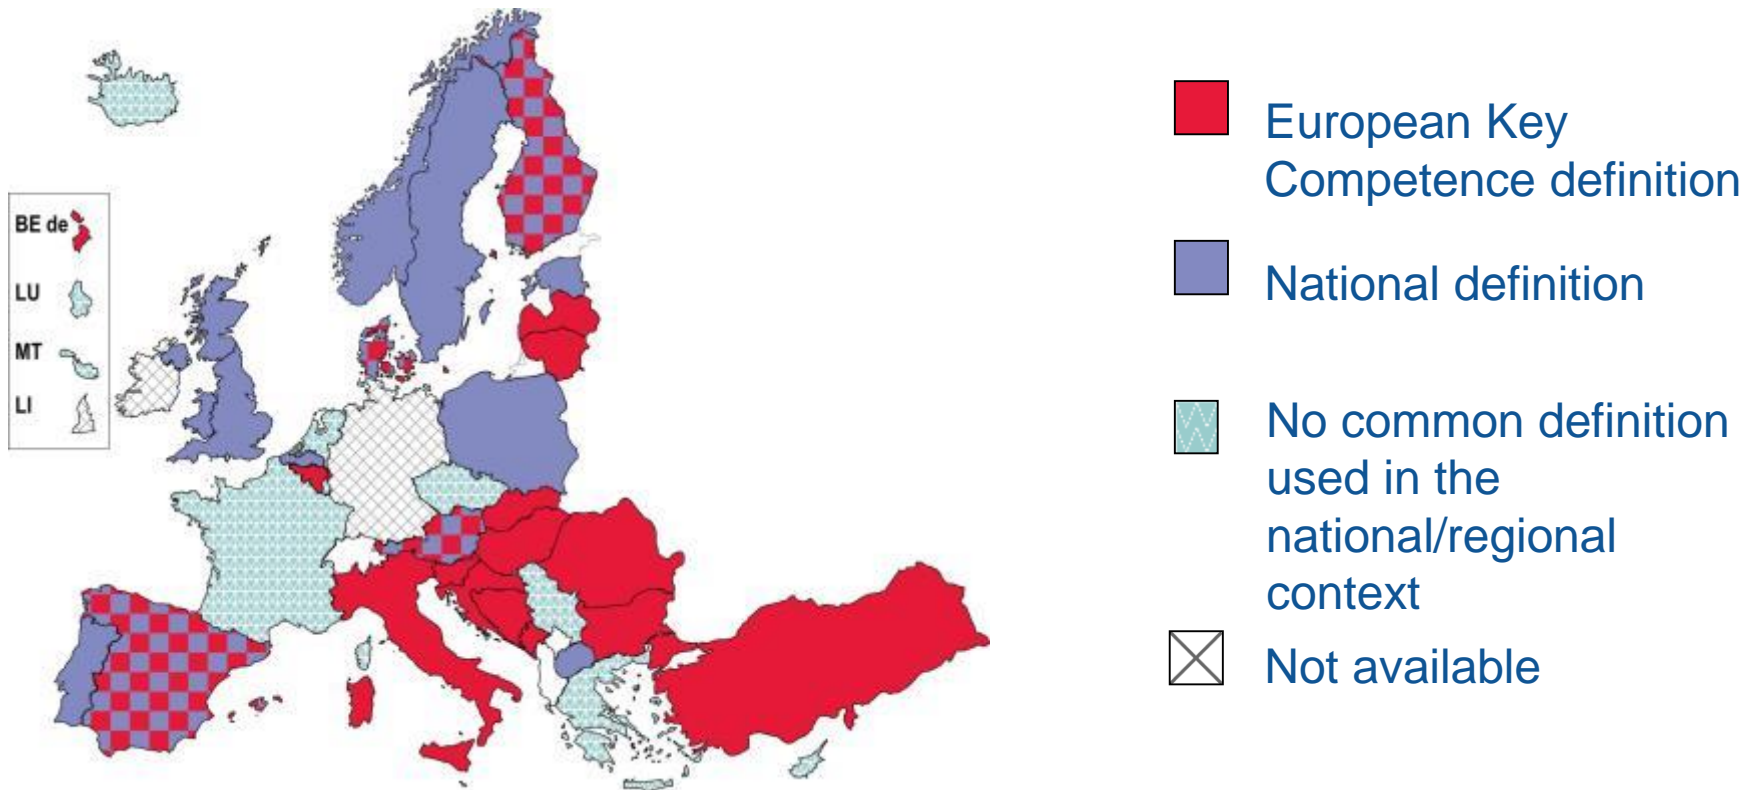 BE de
LU
MT
LI
European Key
Competence definition
National definition
No common definition
used in the
national/regional
context
Not available